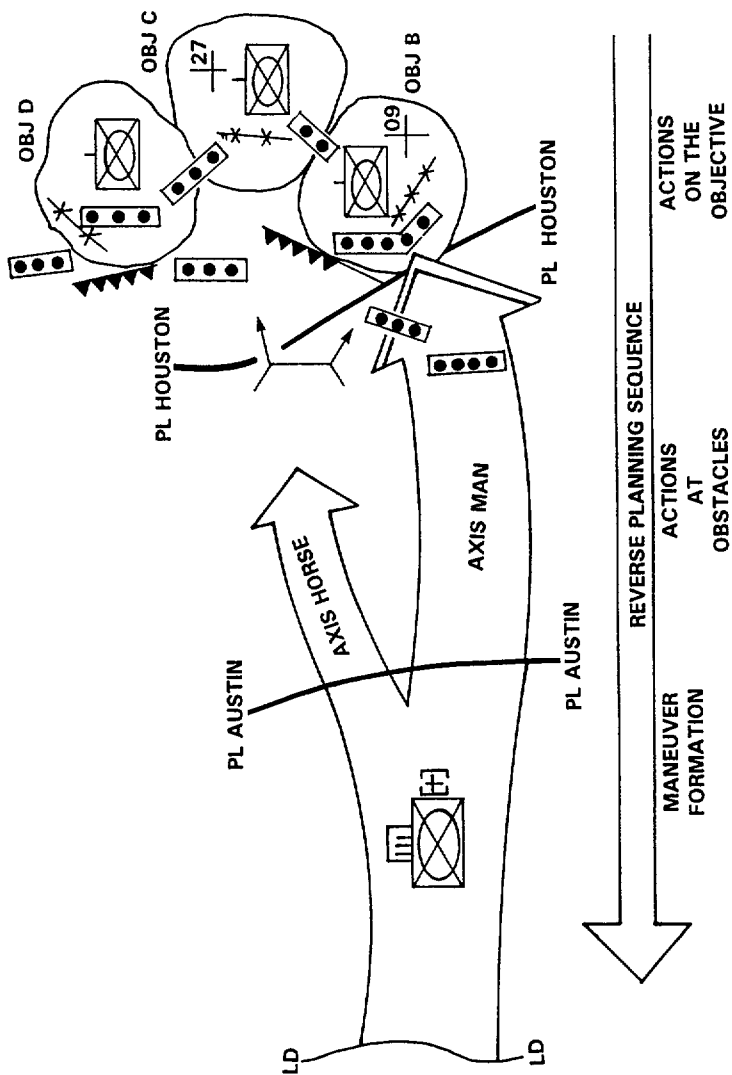 OBJ D
OBJ C
27
OBJ B
109
PL HOUSTON
PL HOUSTON
AXIS HORSE
AXIS MAN
PL AUSTIN
PL AUSTIN
LD
LD
REVERSE PLANNING SEQUENCE
MANEUVER
FORMATION
ACTIONS
AT
OBSTACLES
ACTIONS
ON THE
OBJECTIVE